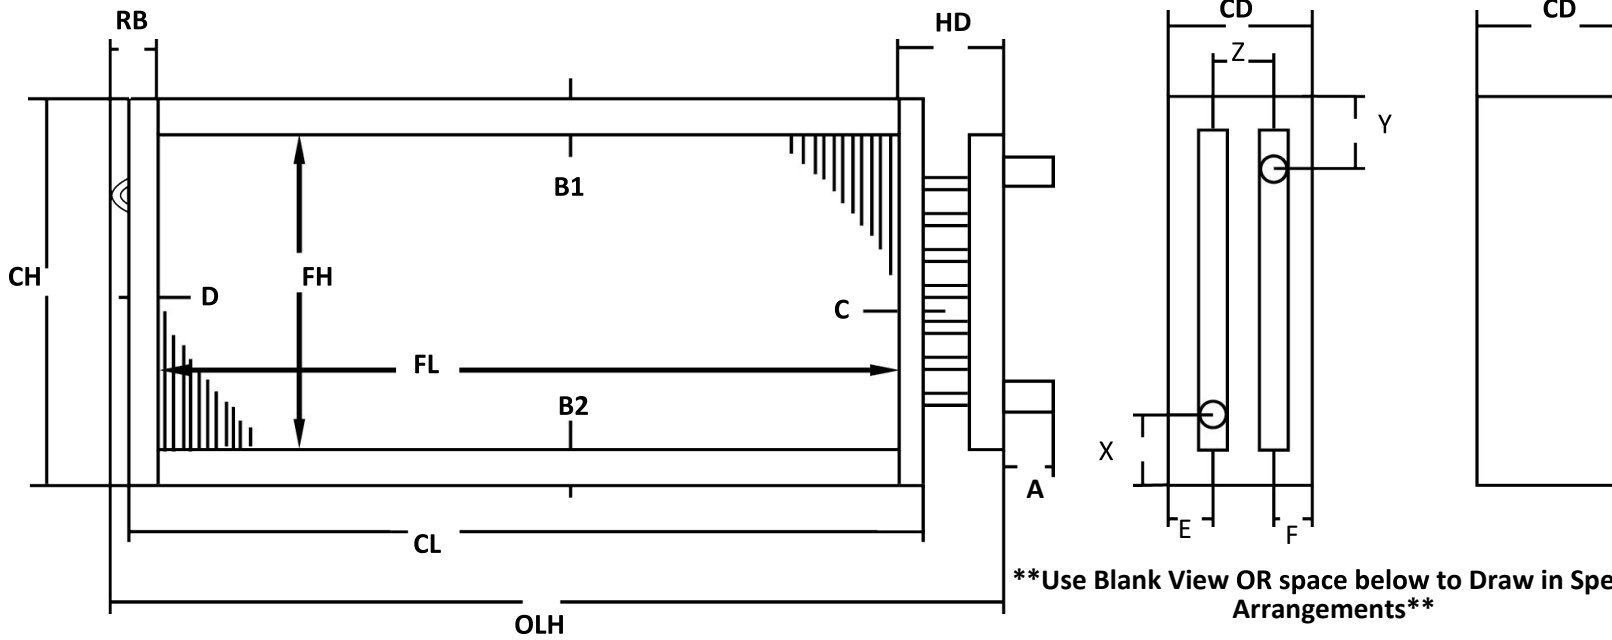 RB
HD
CD
CD
Z
Y
B1
CH
FH
D
C
FL
B2
X
A
E
F
CL
**Use Blank View OR space below to Draw in Spe
Arrangements**
OLH